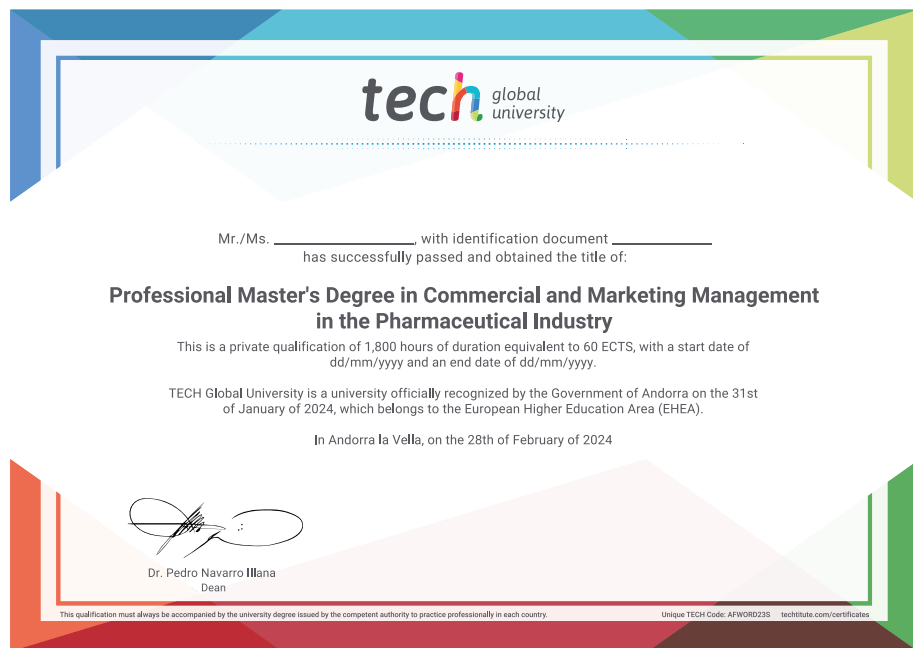 tech global university
Mr./Ms. ________________, with identification document ____________
has successfully passed and obtained the title of:
Professional Master's Degree in Commercial and Marketing Management
in the Pharmaceutical Industry
This is a private qualification of 1,800 hours of duration equivalent to 60 ECTS, with a start date of
dd/mm/yyyy and an end date of dd/mm/yyyy.
TECH Global University is a university officially recognized by the Government of Andorra on the 31st
of January of 2024, which belongs to the European Higher Education Area (EHEA).
In Andorra la Vella, on the 28th of February of 2024
Dr. Pedro Navarro Illana
Dean
This qualification must always be accompanied by the university degree issued by the competent authority to practice professionally in each country.
Unique TECH Code: AFWORD23S techtitute.com/certificates